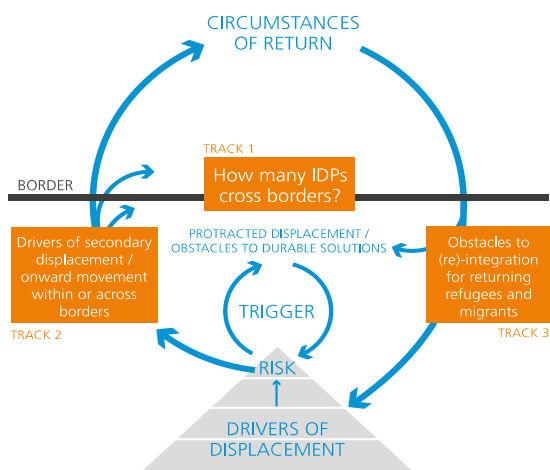 CIRCUMSTANCES
OF RETURN
TRACK 1
How many IDPs
cross borders?
BORDER
PROTRACTED DISPLACEMENT /
OBSTACLES TO DURABLE SOLUTIONS
Drivers of secondary
displacement /
onward movement
within or across
borders
TRACK 2
Obstacles to
(re)-integration
for returning
refugees and
migrants
TRACK 3
TRIGGER
RISK
DRIVERS OF
DISPLACEMENT